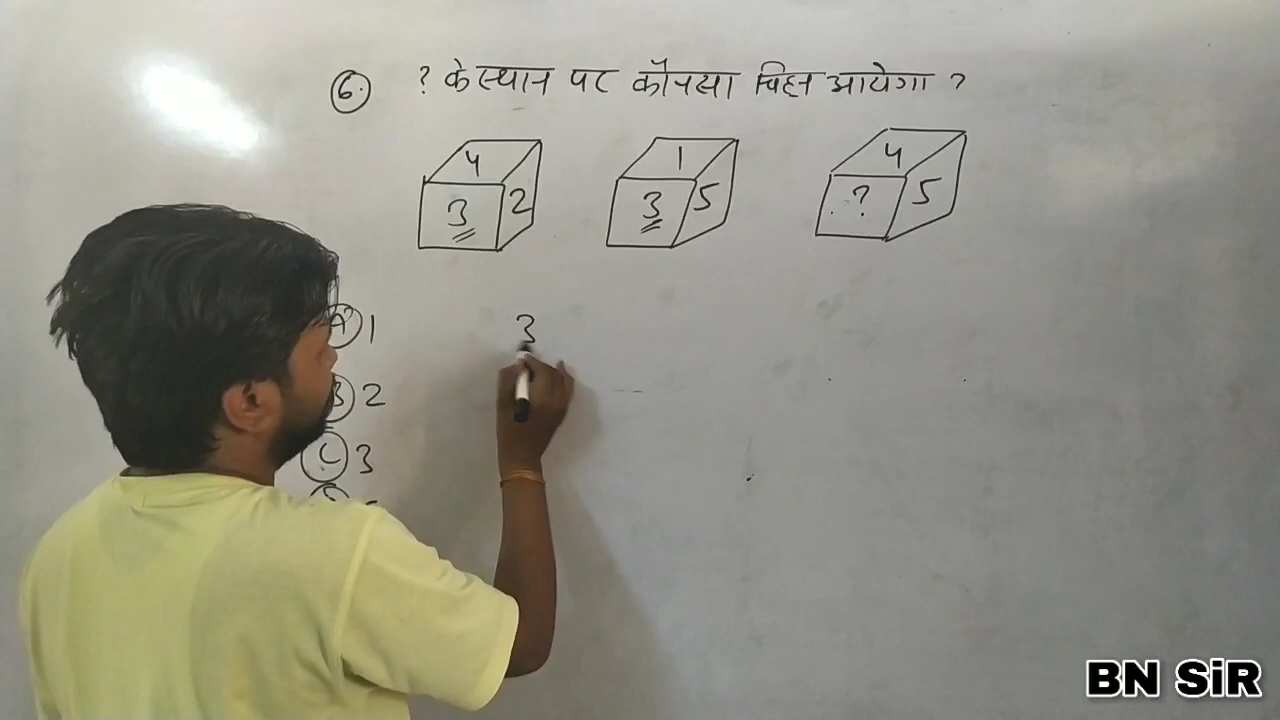 6. ? के स्थान पर कौनसा चिह्न आयेगा ?
4 1 4
3 2 3 5 ? 5
A 1 3
B 2
C 3
BN SiR